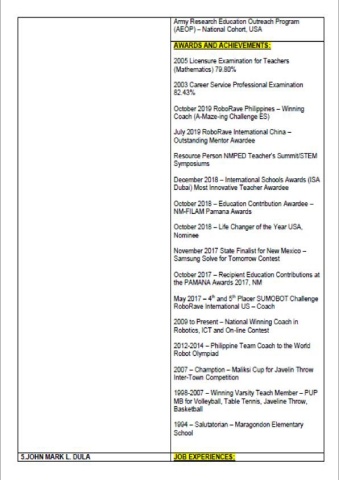 Army Research Education Outreach Program
(AEOP) – National Cohort, USA
AWARDS AND ACHIEVEMENTS:
2005 Licensure Examination for Teachers
(Mathematics) 79.80%
2003 Career Service Professional Examination
82.43%
October 2019 RoboRave Philippines – Winning
Coach (A-Maze-ing Challenge ES)
July 2019 RoboRave International China –
Outstanding Mentor Awardee
Resource Person NMPED Teacher's Summit/STEM
Symposiums
December 2018 – International Schools Awards (ISA
Dubai) Most Innovative Teacher Awardee
October 2018 – Education Contribution Awardee –
NM-FILAM Pamana Awards
October 2018 – Life Changer of the Year USA,
Nominee
November 2017 State Finalist for New Mexico –
Samsung Solve for Tomorrow Contest
October 2017 – Recipient Education Contributions at
the PAMANA Awards 2017, NM
May 2017 – 4th and 5th Placer SUMOBOT Challenge
RoboRave International US – Coach
2009 to Present – National Winning Coach in
Robotics, ICT and On-line Contest
2012-2014 – Philippine Team Coach to the World
Robot Olympiad
2007 – Chamption – Maliksi Cup for Javelin Throw
Inter-Town Competition
1998-2007 – Winning Varsity Teach Member – PUP
MB for Volleyball, Table Tennis, Javeline Throw,
Basketball
1994 – Salutatorian – Maragondon Elementary
School
5.JOHN MARK L. DULA
JOB EXPERIENCES: